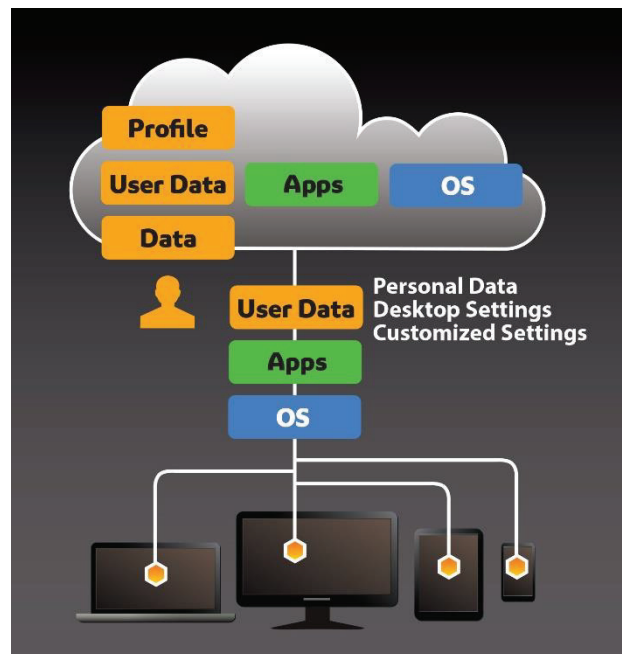 Profile
User Data
Apps
OS
Data
User Data
Personal Data
Desktop Settings
Customized Settings
Apps
OS